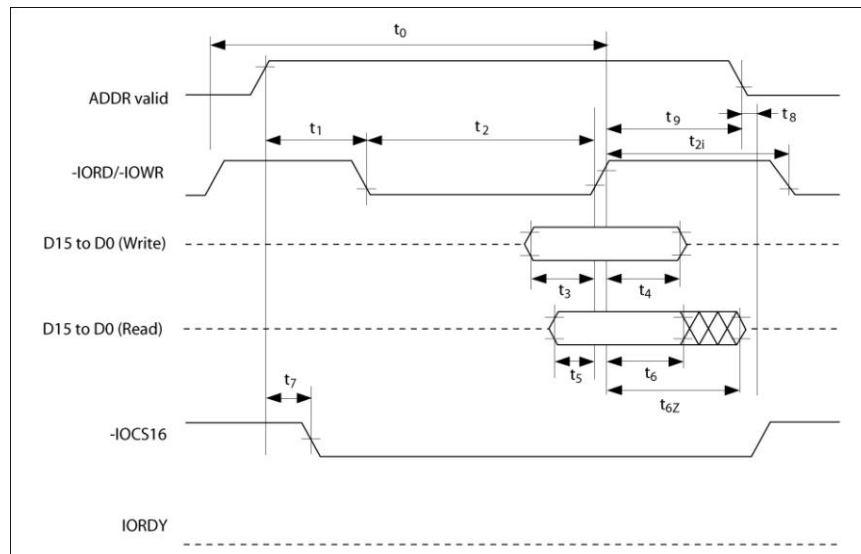 t0
ADDR valid
t1
t2
t9
t8
t2i
-IORD/-IOWR
D15 to D0 (Write)
t3
t4
D15 to D0 (Read)
t5
t6
t7
t6Z
-IOCS16
IORDY